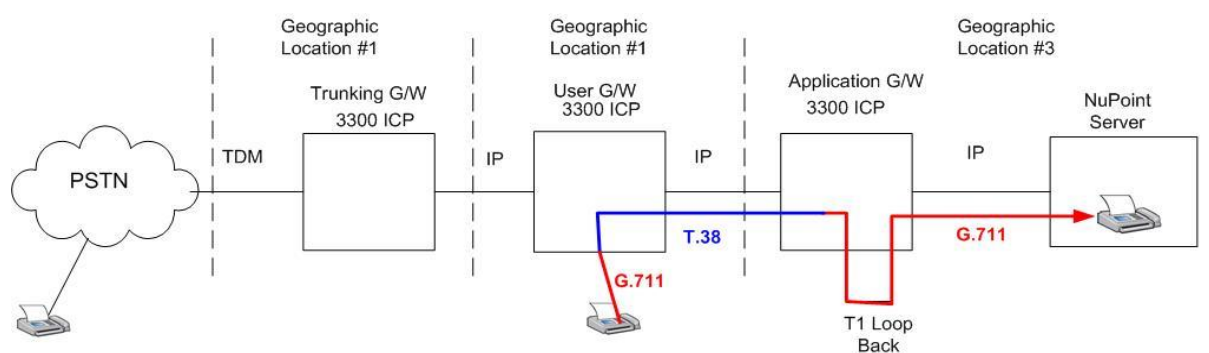 Geographic
Location #1
Geographic
Location #1
Geographic
Location #3
Trunking G/W
3300 ICP
User G/W
3300 ICP
Application G/W
3300 ICP
NuPoint
Server
PSTN
TDM
IP
IP
IP
T.38
G.711
G.711
T1 Loop
Back